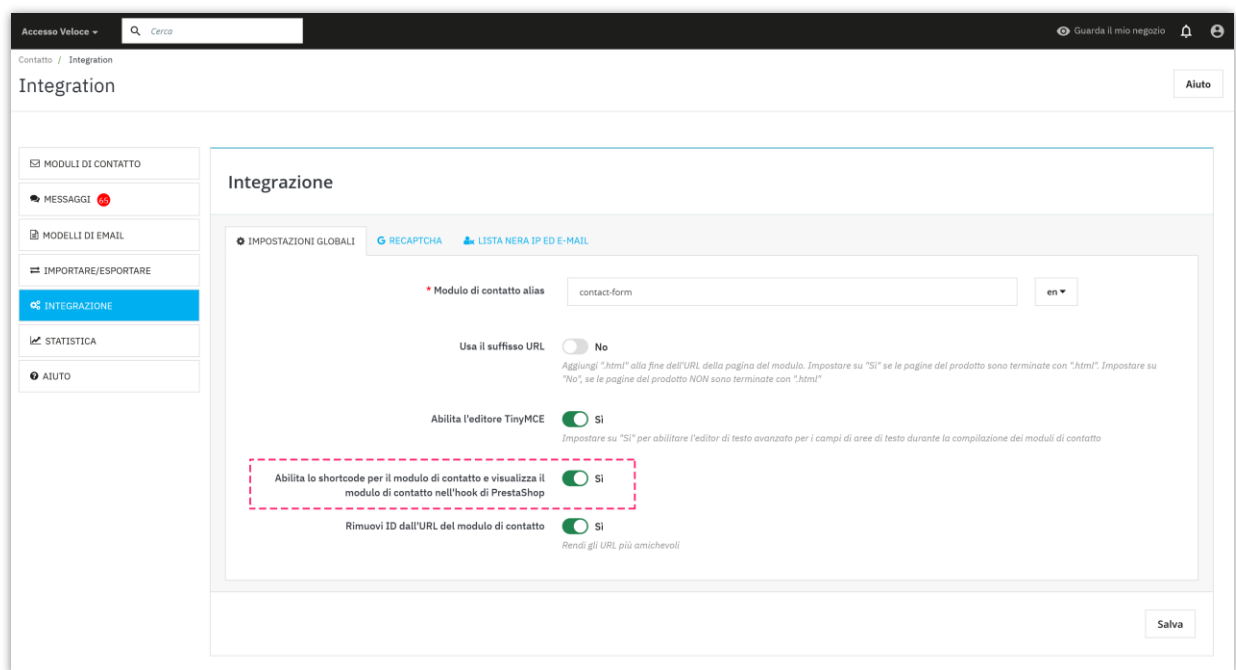 Accesso Veloce
Cerca
Guarda il mio negozio
Contatto / Integration
Integration
Aiuto
MODULI DI CONTATTO
MESSAGGI 65
MODELLI DI EMAIL
IMPORTARE/ESPORTARE
INTEGRAZIONE
STATISTICA
AIUTO
Integrazione
IMPOSTAZIONI GLOBALI
RECAPTCHA
LISTA NERA IP ED E-MAIL
* Modulo di contatto alias
contact-form
en
Usa il suffisso URL
No
Aggiungi ".html" alla fine dell'URL della pagina del modulo. Impostare su "Sì" se le pagine del prodotto sono terminate con ".html". Impostare su
"No", se le pagine del prodotto NON sono terminate con ".html"
Abilita l'editore TinyMCE
Sì
Impostare su "Sì" per abilitare l'editor di testo avanzato per i campi di aree di testo durante la compilazione dei moduli di contatto
Abilita lo shortcode per il modulo di contatto e visualizza il
modulo di contatto nell'hook di PrestaShop
Sì
Rimuovi ID dall'URL del modulo di contatto
Sì
Rendi gli URL più amichevoli
Salva